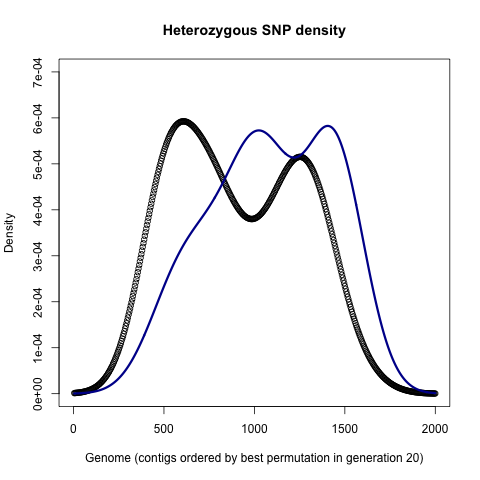 Heterozygous SNP density
Density
7e-04
6e-04
5e-04
4e-04
3e-04
2e-04
1e-04
0e+00
0 500 1000 1500 2000
Genome (contigs ordered by best permutation in generation 20)